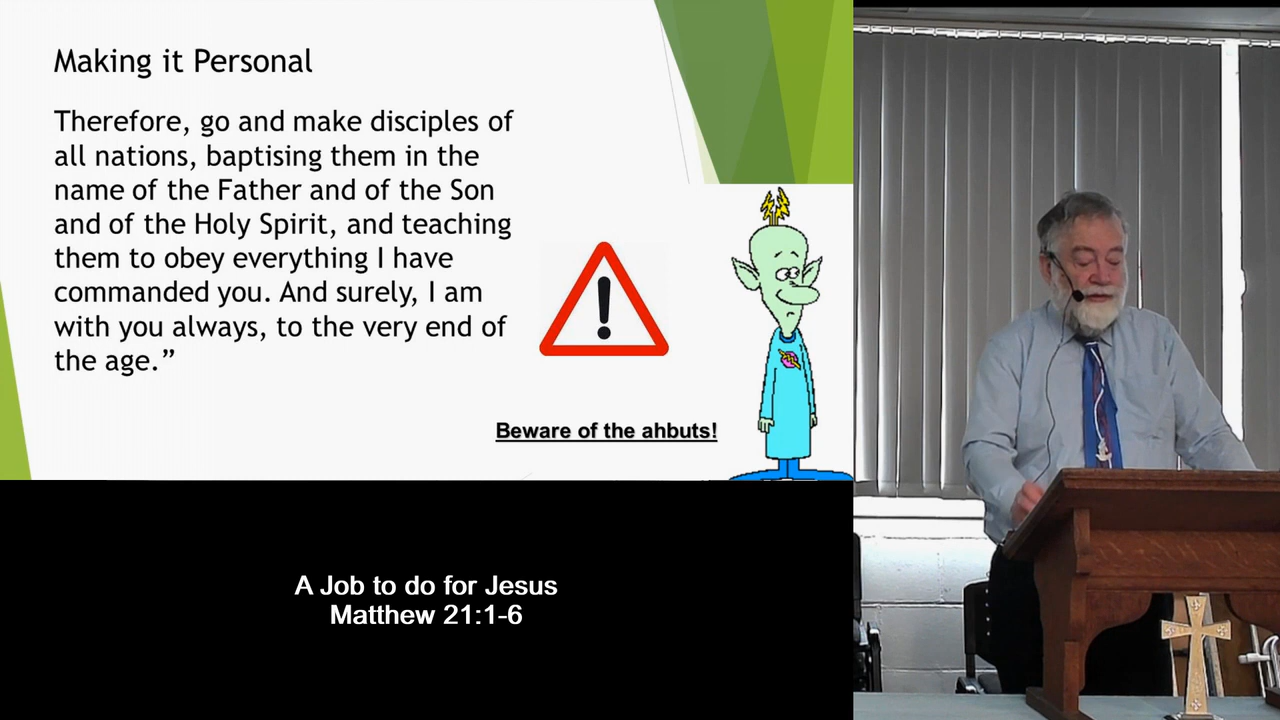 Making it Personal
Therefore, go and make disciples of
all nations, baptising them in the
name of the Father and of the Son
and of the Holy Spirit, and teaching
them to obey everything I have
commanded you. And surely, I am
with you always, to the very end of
the age.”
!
Beware of the ahbuts!
A Job to do for Jesus
Matthew 21:1-6